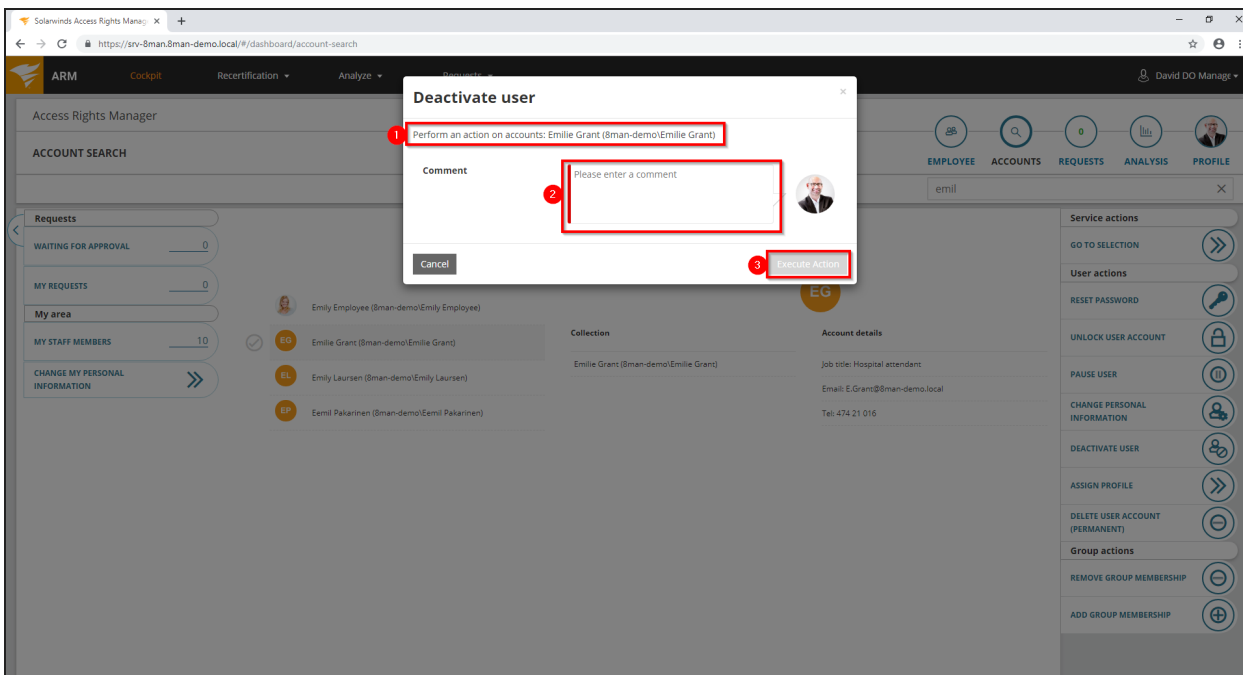 Solarwinds Access Rights Manag
https://srv-8man.8man-demo.local/#/dashboard/account-search
ARM
Cockpit
Recertification
Analyze
Requests
David DO Manage
Access Rights Manager
ACCOUNT SEARCH
0
EMPLOYEE
ACCOUNTS
REQUESTS
ANALYSIS
PROFILE
emil
Deactivate user
×
1
Perform an action on accounts: Emilie Grant (8man-demo\Emilie Grant)
Comment
2
Please enter a comment
Cancel
3
Execute Action
Requests
WAITING FOR APPROVAL 0
MY REQUESTS 0
My area
MY STAFF MEMBERS 10
CHANGE MY PERSONAL
INFORMATION
Emily Employee (8man-demo\Emily Employee)
EG
Emilie Grant (8man-demo\Emilie Grant)
EL
Emily Laursen (8man-demo\Emily Laursen)
EP
Eemil Pakarinen (8man-demo\Eemil Pakarinen)
Collection
Emilie Grant (8man-demo\Emilie Grant)
EG
Account details
Job title: Hospital attendant
Email: E.Grant@8man-demo.local
Tel: 474 21 016
Service actions
GO TO SELECTION
User actions
RESET PASSWORD
UNLOCK USER ACCOUNT
PAUSE USER
CHANGE PERSONAL
INFORMATION
DEACTIVATE USER
ASSIGN PROFILE
DELETE USER ACCOUNT
(PERMANENT)
Group actions
REMOVE GROUP MEMBERSHIP
ADD GROUP MEMBERSHIP